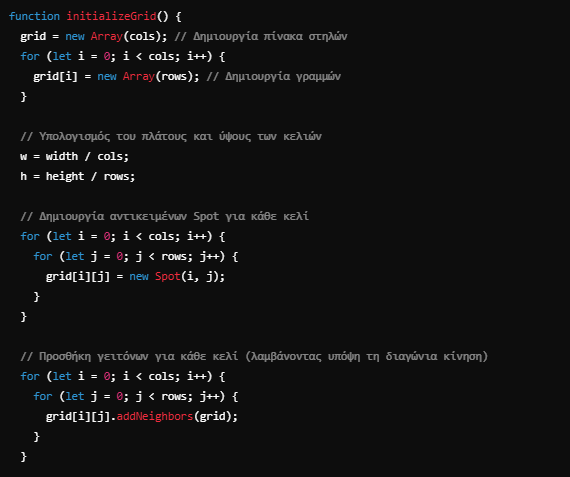 function initializeGrid() {
  grid = new Array(cols); // Δημιουργία πίνακα στηλών
  for (let i = 0; i < cols; i++) {
    grid[i] = new Array(rows); // Δημιουργία γραμμών
  }

  // Υπολογισμός του πλάτους και ύψους των κελιών
  w = width / cols;
  h = height / rows;

  // Δημιουργία αντικειμένων Spot για κάθε κελί
  for (let i = 0; i < cols; i++) {
    for (let j = 0; j < rows; j++) {
      grid[i][j] = new Spot(i, j);
    }
  }

  // Προσθήκη γειτόνων για κάθε κελί (λαμβάνοντας υπόψη τη διαγώνια κίνηση)
  for (let i = 0; i < cols; i++) {
    for (let j = 0; j < rows; j++) {
      grid[i][j].addNeighbors(grid);
    }
  }